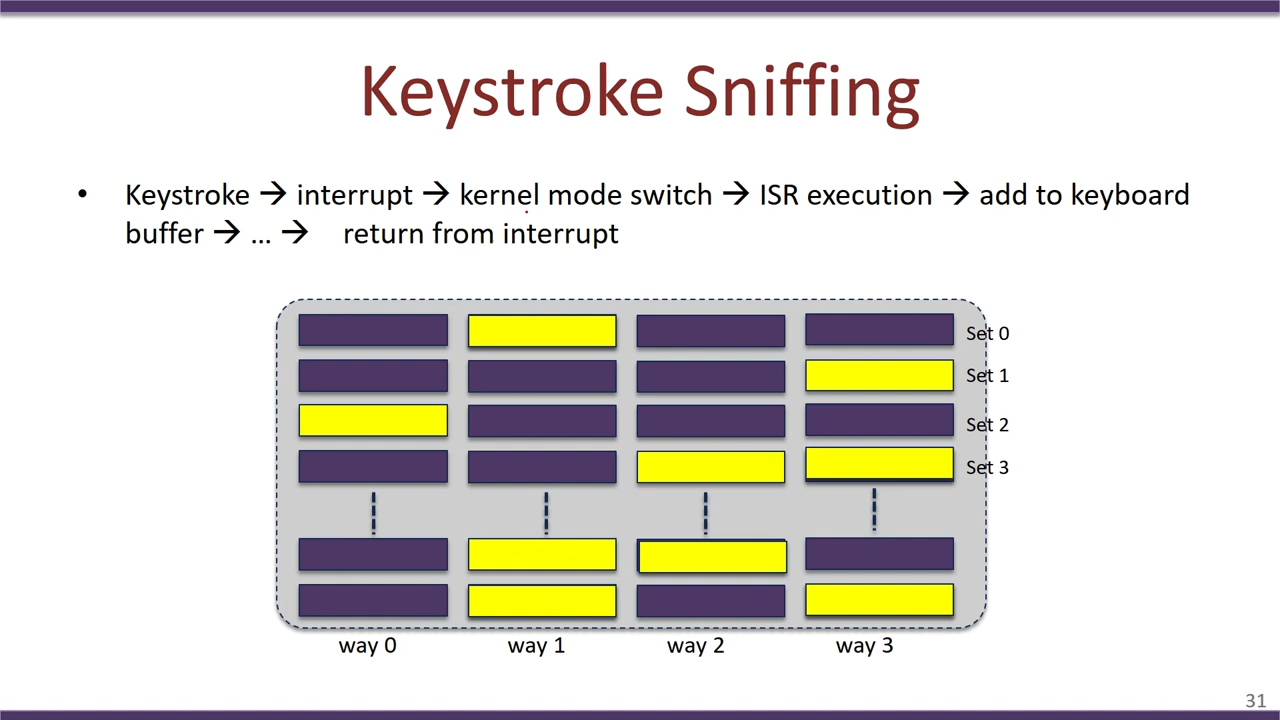 Keystroke Sniffing
• Keystroke → interrupt → kernel mode switch → ISR execution → add to keyboard
buffer → … → return from interrupt
Set 0
Set 1
Set 2
Set 3
way 0 way 1 way 2 way 3
31